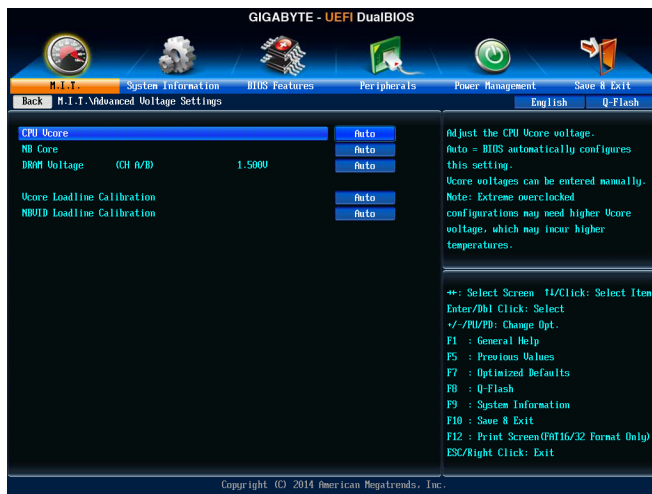 GIGABYTE - UEFI DualBIOS
M.I.T. System Information BIOS Features Peripherals Power Management Save & Exit
Back M.I.T.\Advanced Voltage Settings English Q-Flash
CPU Vcore Auto
NB Core Auto
DRAM Voltage (CH A/B) 1.500V Auto
Vcore Loadline Calibration Auto
NBVID Loadline Calibration Auto
Adjust the CPU Vcore voltage.
Auto = BIOS automatically configures
this setting.
Vcore voltages can be entered manually.
Note: Extreme overclocked
configurations may need higher Vcore
voltage, which may incur higher
temperatures.
→←: Select Screen ↑↓/Click: Select Item
Enter/Dbl Click: Select
+/-/PU/PD: Change Opt.
F1 : General Help
F5 : Previous Values
F7 : Optimized Defaults
F8 : Q-Flash
F9 : System Information
F10 : Save & Exit
F12 : Print Screen(FAT16/32 Format Only)
ESC/Right Click: Exit
Copyright (C) 2014 American Megatrends, Inc.